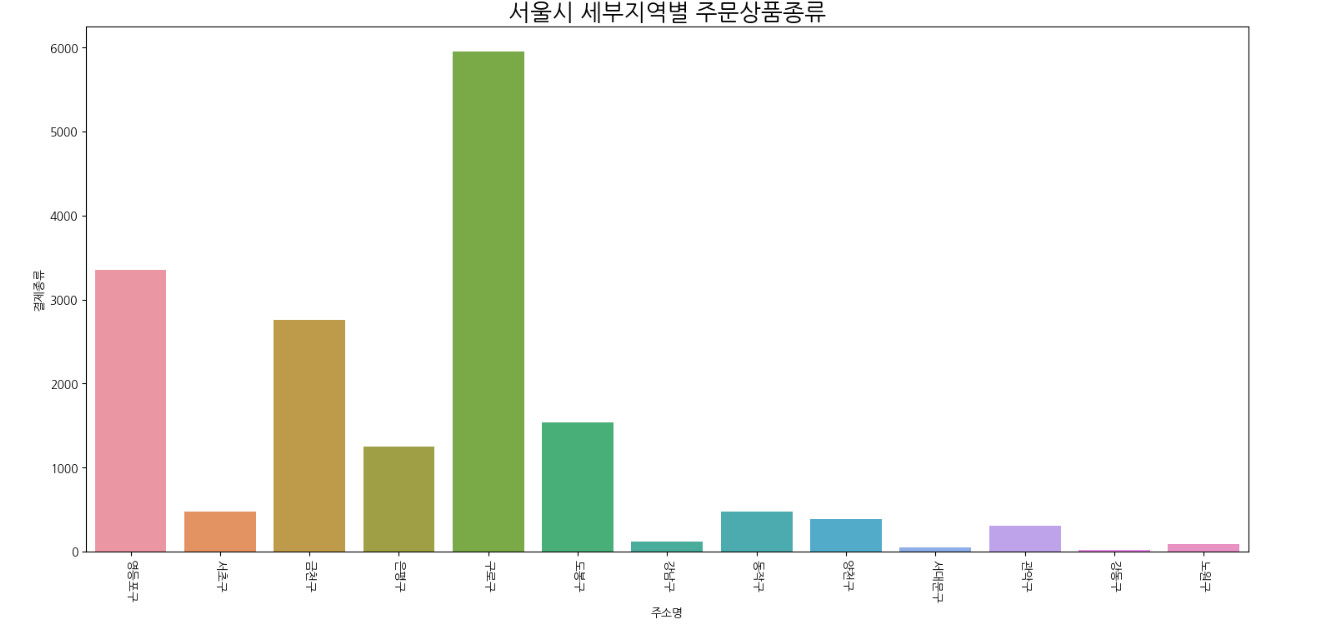 서울시 세부지역별 주문상품종류
6000
5000
4000
3000
2000
1000
0
결제종류
영등포구
서초구
금천구
은평구
구로구
도봉구
강남구
동작구
양천구
서대문구
관악구
강동구
노원구
주소명